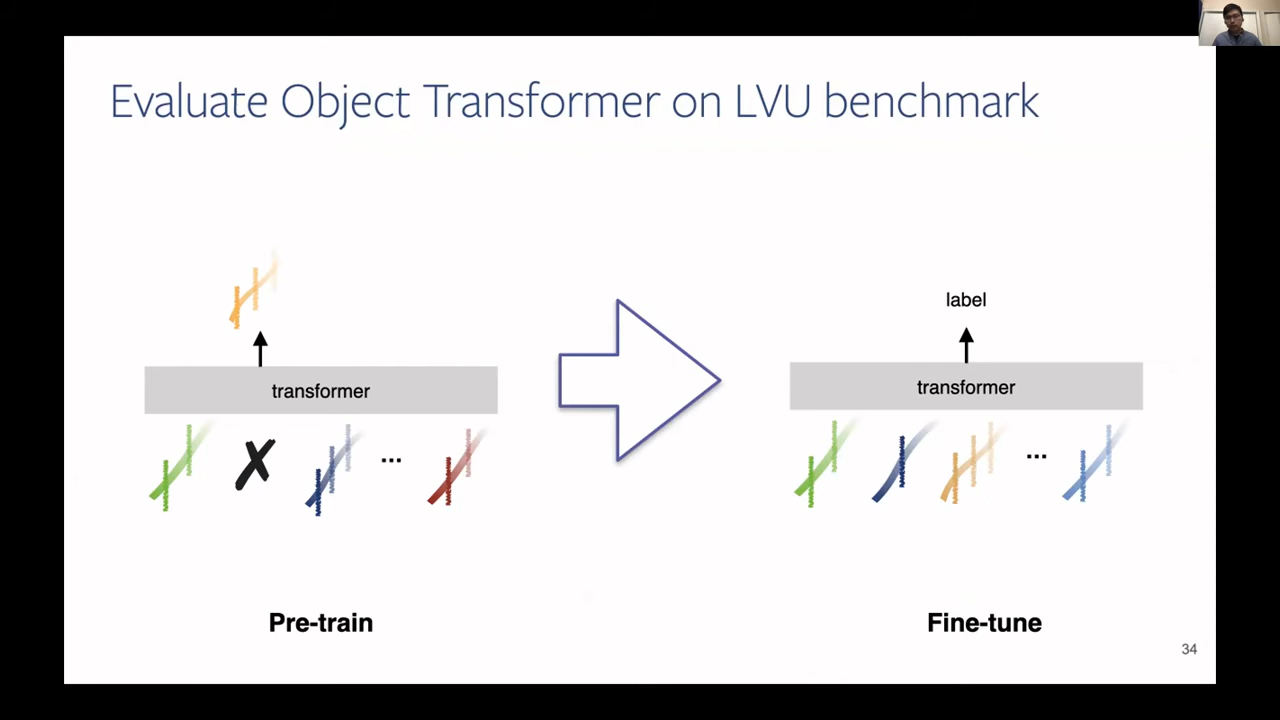 Evaluate Object Transformer on LVU benchmark
label
transformer
transformer
...
...
Pre-train
Fine-tune
34